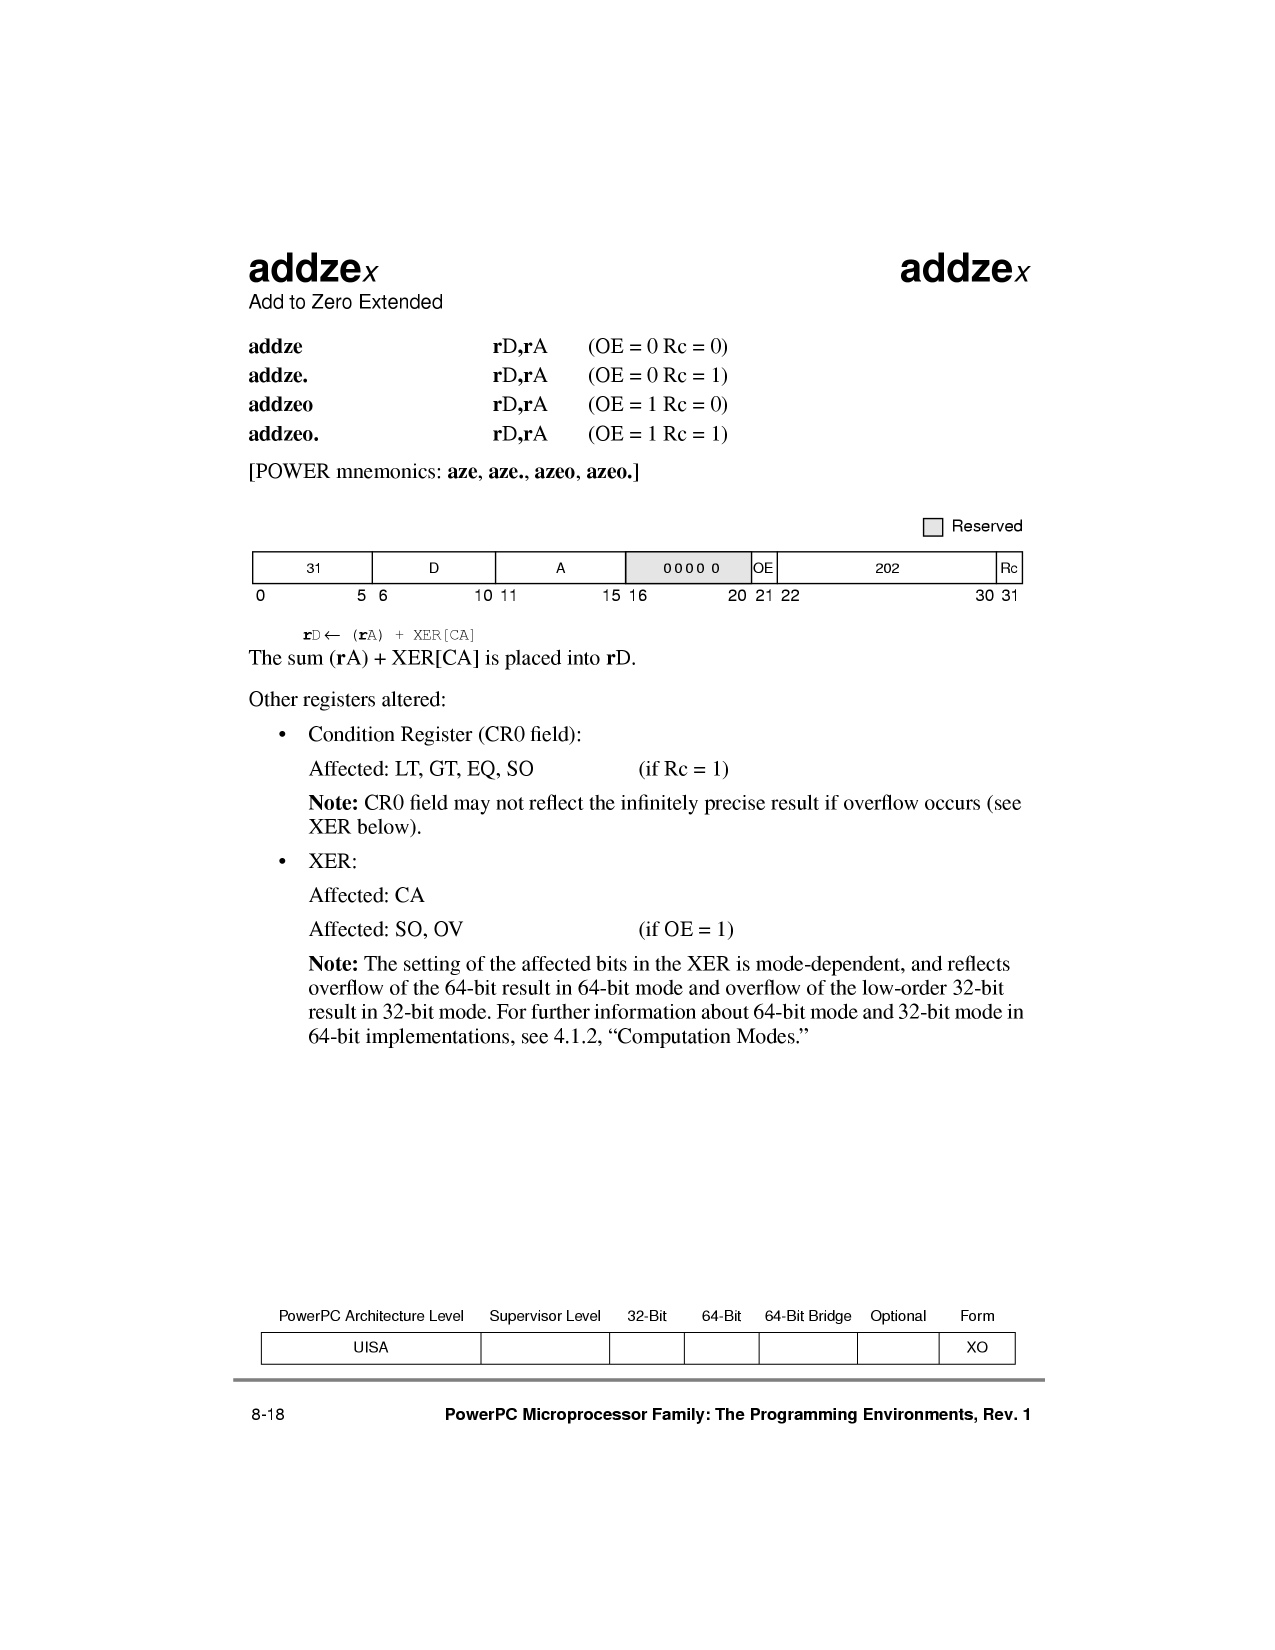 addzex addzex
Add to Zero Extended
addze rD,rA (OE = 0 Rc = 0)
addze. rD,rA (OE = 0 Rc = 1)
addzeo rD,rA (OE = 1 Rc = 0)
addzeo. rD,rA (OE = 1 Rc = 1)
[POWER mnemonics: aze, aze., azeo, azeo.]
Reserved
31 D A 0 0 0 0 0 OE 202 Rc
0 5 6 10 11 15 16 20 21 22 30 31
rD← (rA) + XER[CA]
The sum (rA) + XER[CA] is placed into rD.
Other registers altered:
• Condition Register (CR0 field):
Affected: LT, GT, EQ, SO (if Rc = 1)
Note: CR0 field may not reflect the infinitely precise result if overflow occurs (see
XER below).
• XER:
Affected: CA
Affected: SO, OV (if OE = 1)
Note: The setting of the affected bits in the XER is mode-dependent, and reflects
overflow of the 64-bit result in 64-bit mode and overflow of the low-order 32-bit
result in 32-bit mode. For further information about 64-bit mode and 32-bit mode in
64-bit implementations, see 4.1.2, “Computation Modes.”
PowerPC Architecture Level Supervisor Level 32-Bit 64-Bit 64-Bit Bridge Optional Form
UISA XO
8-18 PowerPC Microprocessor Family: The Programming Environments, Rev. 1